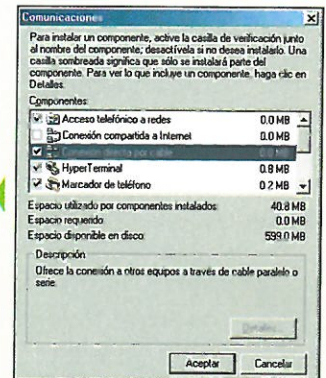 Comunicaciones
Para instalar un componente, active la casilla de verificación junto
al nombre del componente; desactívela si no desea instalarlo. Una
casilla sombreada significa que sólo se instalará parte del
componente. Para ver lo que incluye un componente, haga clic en
Detalles.
Componentes:
Acceso telefónico a redes 0.0 MB
Conexión compartida a Internet 0.0 MB
Conexión directa por cable 0.0 MB
HyperTerminal 0.8 MB
Marcador de teléfono 0.2 MB
Espacio utilizado por componentes instalados: 40.8 MB
Espacio requerido: 0.0 MB
Espacio disponible en disco: 599.0 MB
Descripción
Ofrece la conexión a otros equipos a través de cable paralelo o
serie.
Detalles...
Aceptar Cancelar